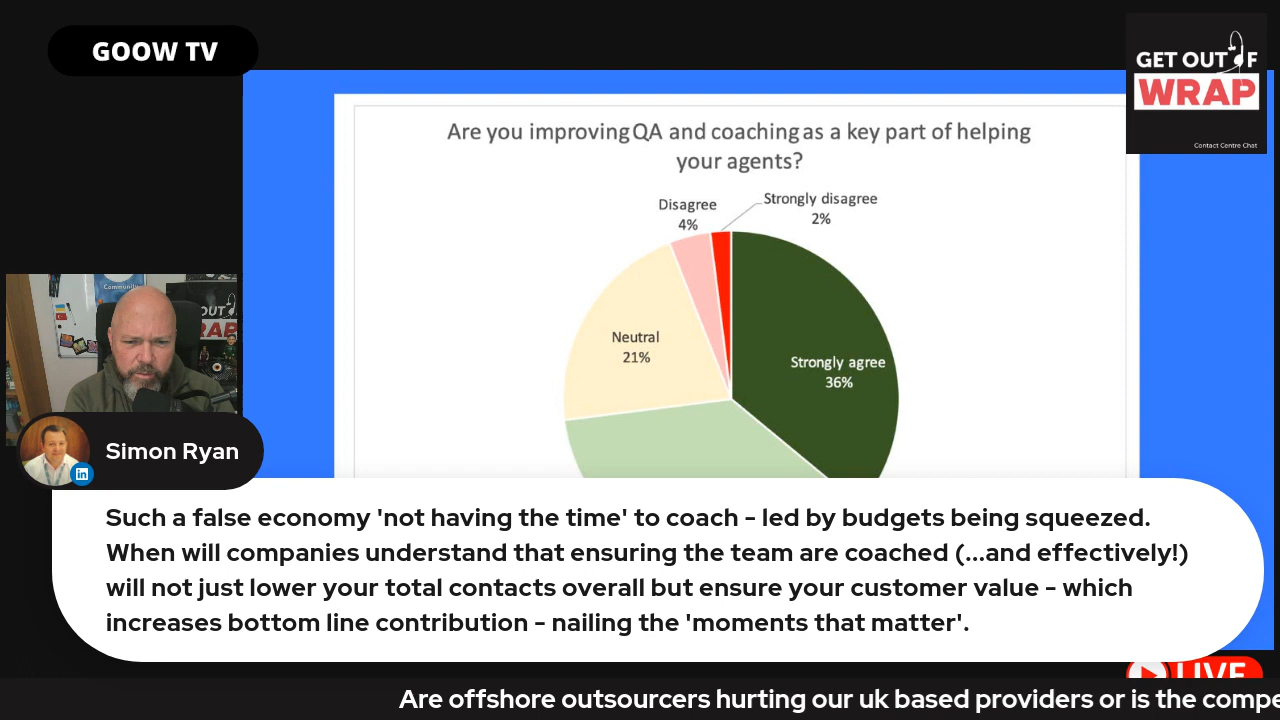 GOOW TV
GET OUT OF
WRAP
Contact Centre Chat
Are you improving QA and coaching as a key part of helping
your agents?
Disagree
4%
Strongly disagree
2%
Neutral
21%
Strongly agree
36%
Community
OUT
RAP
Simon Ryan
in
Such a false economy 'not having the time' to coach - led by budgets being squeezed.
When will companies understand that ensuring the team are coached (...and effectively!)
will not just lower your total contacts overall but ensure your customer value - which
increases bottom line contribution - nailing the 'moments that matter'.
LIVE
Are offshore outsourcers hurting our uk based providers or is the compe